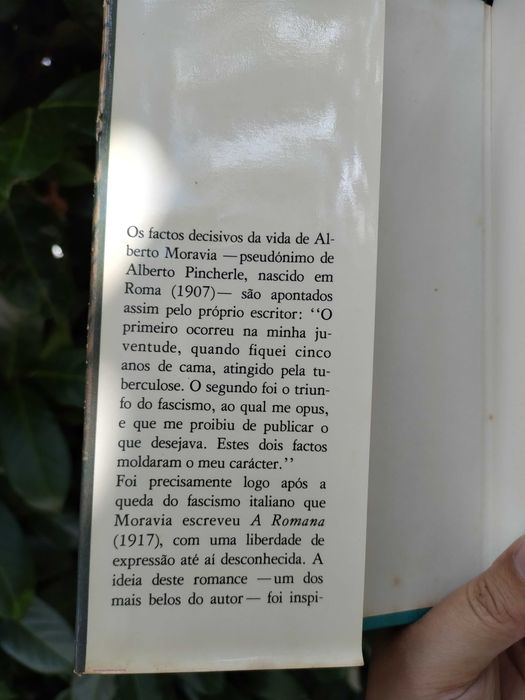 Os factos decisivos da vida de Al-
berto Moravia —pseudónimo de
Alberto Pincherle, nascido em
Roma (1907)— são apontados
assim pelo próprio escritor: ‘‘O
primeiro ocorreu na minha ju-
ventude, quando fiquei cinco
anos de cama, atingido pela tu-
berculose. O segundo foi o triun-
fo do fascismo, ao qual me opus,
e que me proibiu de publicar o
que desejava. Estes dois factos
moldaram o meu carácter.’’
Foi precisamente logo após a
queda do fascismo italiano que
Moravia escreveu A Romana
(1917), com uma liberdade de
expressão até aí desconhecida. A
ideia deste romance —um dos
mais belos do autor— foi inspi-